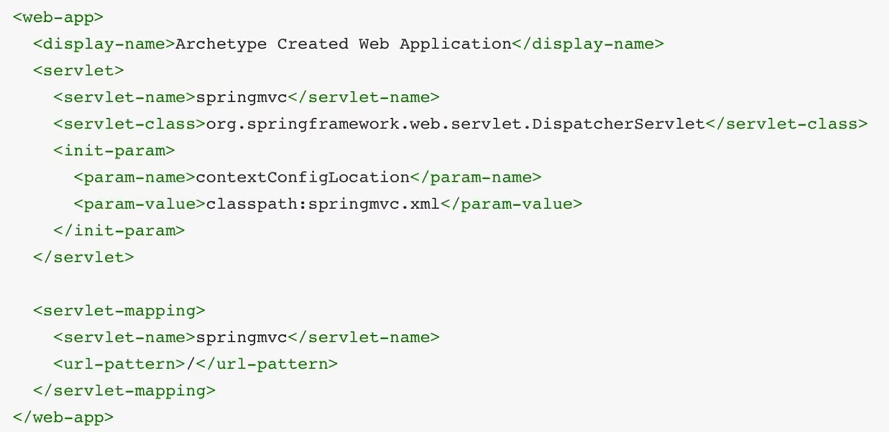 <web-app>
  <display-name>Archetype Created Web Application</display-name>
  <servlet>
    <servlet-name>springmvc</servlet-name>
    <servlet-class>org.springframework.web.servlet.DispatcherServlet</servlet-class>
    <init-param>
      <param-name>contextConfigLocation</param-name>
      <param-value>classpath:springmvc.xml</param-value>
    </init-param>
  </servlet>

  <servlet-mapping>
    <servlet-name>springmvc</servlet-name>
    <url-pattern>/</url-pattern>
  </servlet-mapping>
</web-app>